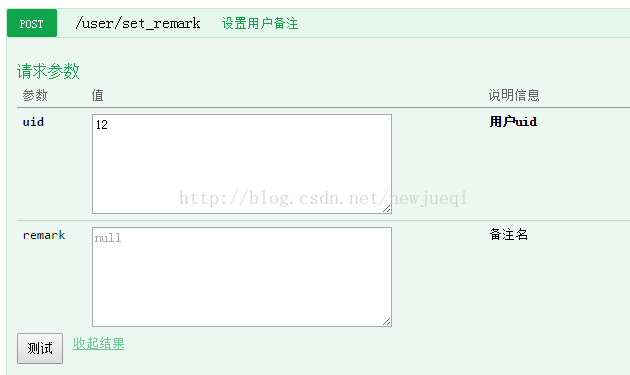 POST /user/set_remark 设置用户备注
请求参数
参数 值 说明信息
uid 12 用户uid
http://blog.csdn.net/newjueqi
remark null 备注名
测试 收起结果